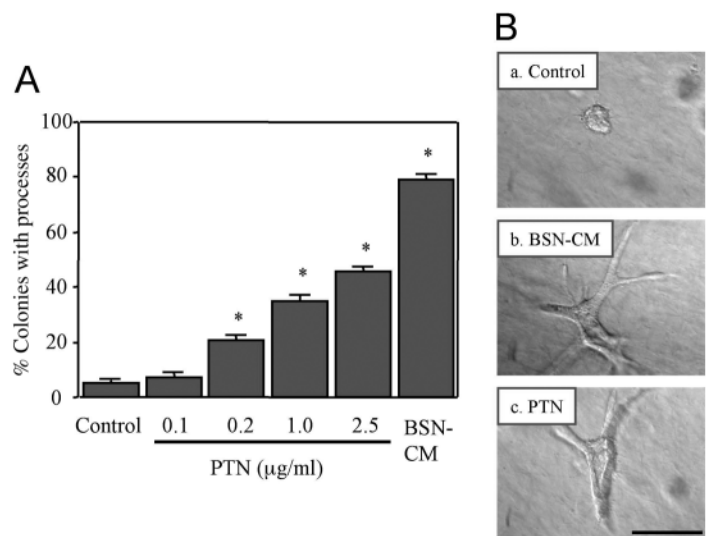 A
% Colonies with processes
100
80
60
40
20
0
*
*
*
*
Control
0.1
0.2
1.0
2.5
BSN-
CM
PTN (µg/ml)
B
a. Control
b. BSN-CM
c. PTN